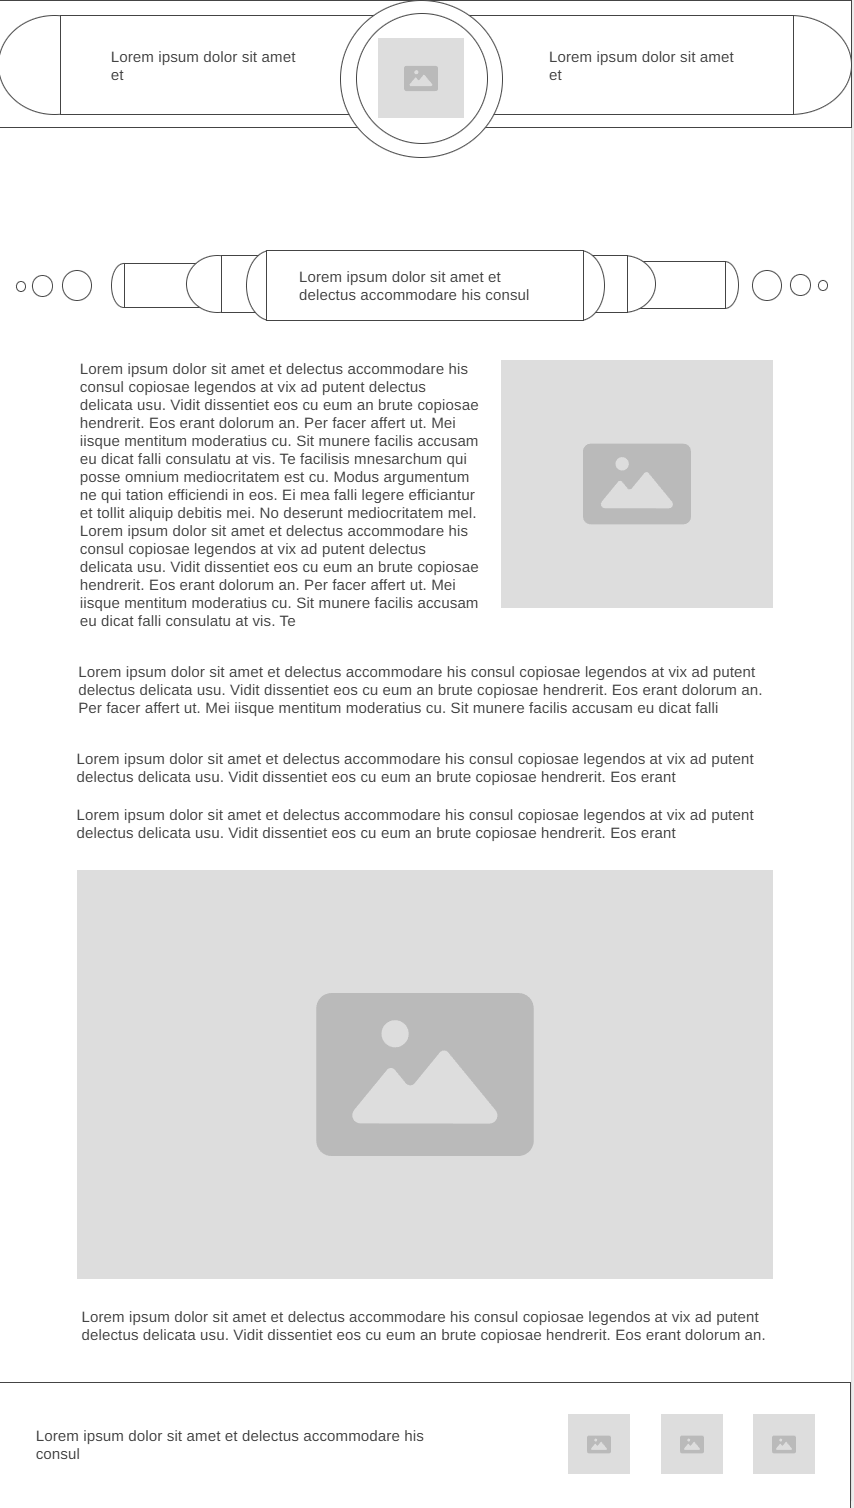 Lorem ipsum dolor sit amet
et
Lorem ipsum dolor sit amet
et
Lorem ipsum dolor sit amet et
delectus accommodare his consul
Lorem ipsum dolor sit amet et delectus accommodare his
consul copiosae legendos at vix ad putent delectus
delicata usu. Vidit dissentiet eos cu eum an brute copiosae
hendrerit. Eos erant dolorum an. Per facer affert ut. Mei
iisque mentitum moderatius cu. Sit munere facilis accusam
eu dicat falli consulatu at vis. Te facilisis mnesarchum qui
posse omnium mediocritatem est cu. Modus argumentum
ne qui tation efficiendi in eos. Ei mea falli legere efficiantur
et tollit aliquip debitis mei. No deserunt mediocritatem mel.
Lorem ipsum dolor sit amet et delectus accommodare his
consul copiosae legendos at vix ad putent delectus
delicata usu. Vidit dissentiet eos cu eum an brute copiosae
hendrerit. Eos erant dolorum an. Per facer affert ut. Mei
iisque mentitum moderatius cu. Sit munere facilis accusam
eu dicat falli consulatu at vis. Te
Lorem ipsum dolor sit amet et delectus accommodare his consul copiosae legendos at vix ad putent
delectus delicata usu. Vidit dissentiet eos cu eum an brute copiosae hendrerit. Eos erant dolorum an.
Per facer affert ut. Mei iisque mentitum moderatius cu. Sit munere facilis accusam eu dicat falli
Lorem ipsum dolor sit amet et delectus accommodare his consul copiosae legendos at vix ad putent
delectus delicata usu. Vidit dissentiet eos cu eum an brute copiosae hendrerit. Eos erant
Lorem ipsum dolor sit amet et delectus accommodare his consul copiosae legendos at vix ad putent
delectus delicata usu. Vidit dissentiet eos cu eum an brute copiosae hendrerit. Eos erant
Lorem ipsum dolor sit amet et delectus accommodare his consul copiosae legendos at vix ad putent
delectus delicata usu. Vidit dissentiet eos cu eum an brute copiosae hendrerit. Eos erant dolorum an.
Lorem ipsum dolor sit amet et delectus accommodare his
consul